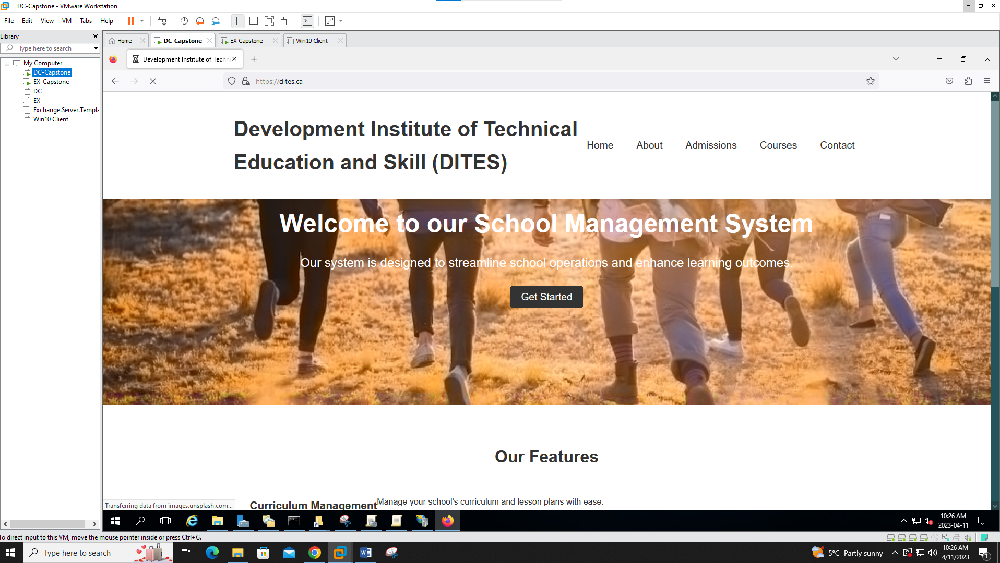 DC-Capstone - VMware Workstation
File Edit View VM Tabs Help
Library
Type here to search
My Computer
DC-Capstone
EX-Capstone
DC
EX
Exchange.Server.Templa
Win10 Client
Home DC-Capstone EX-Capstone Win10 Client
Development Institute of Techn
https://dites.ca
Development Institute of Technical
Education and Skill (DITES)
Home About Admissions Courses Contact
Welcome to our School Management System
Our system is designed to streamline school operations and enhance learning outcomes.
Get Started
Our Features
Curriculum Management
Manage your school's curriculum and lesson plans with ease.
Transferring data from images.unsplash.com...
10:26 AM
2023-04-11
To direct input to this VM, move the mouse pointer inside or press Ctrl+G.
Type here to search
5°C Partly sunny
10:26 AM
4/11/2023
1